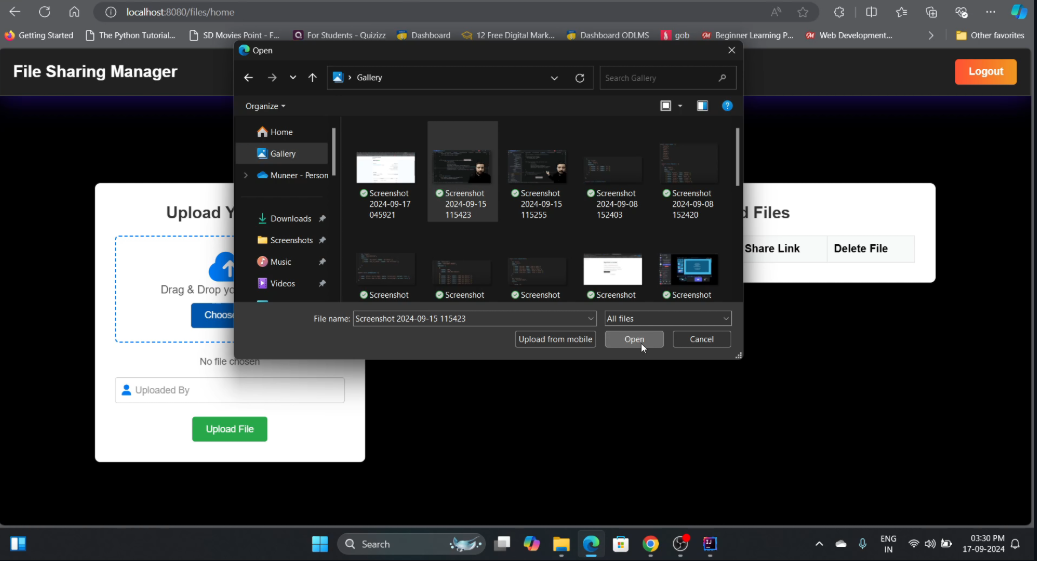 localhost:8080/files/home
Getting Started
The Python Tutorial...
SD Movies Point - F...
For Students - Quizizz
Dashboard
12 Free Digital Mark...
Dashboard ODLMS
gob
Beginner Learning P...
Web Development...
Other favorites
File Sharing Manager
Logout
Open
Gallery
Search Gallery
Organize
Home
Gallery
Muneer - Person
Downloads
Screenshots
Music
Videos
Screenshot
2024-09-17
045921
Screenshot
2024-09-15
115423
Screenshot
2024-09-15
115255
Screenshot
2024-09-08
152403
Screenshot
2024-09-08
152420
Screenshot
Screenshot
Screenshot
Screenshot
Screenshot
File name: Screenshot 2024-09-15 115423
All files
Upload from mobile
Open
Cancel
Upload Y
Drag & Drop yo
Choos
No file chosen
Uploaded By
Upload File
d Files
Share Link
Delete File
Search
ENG
IN
03:30 PM
17-09-2024